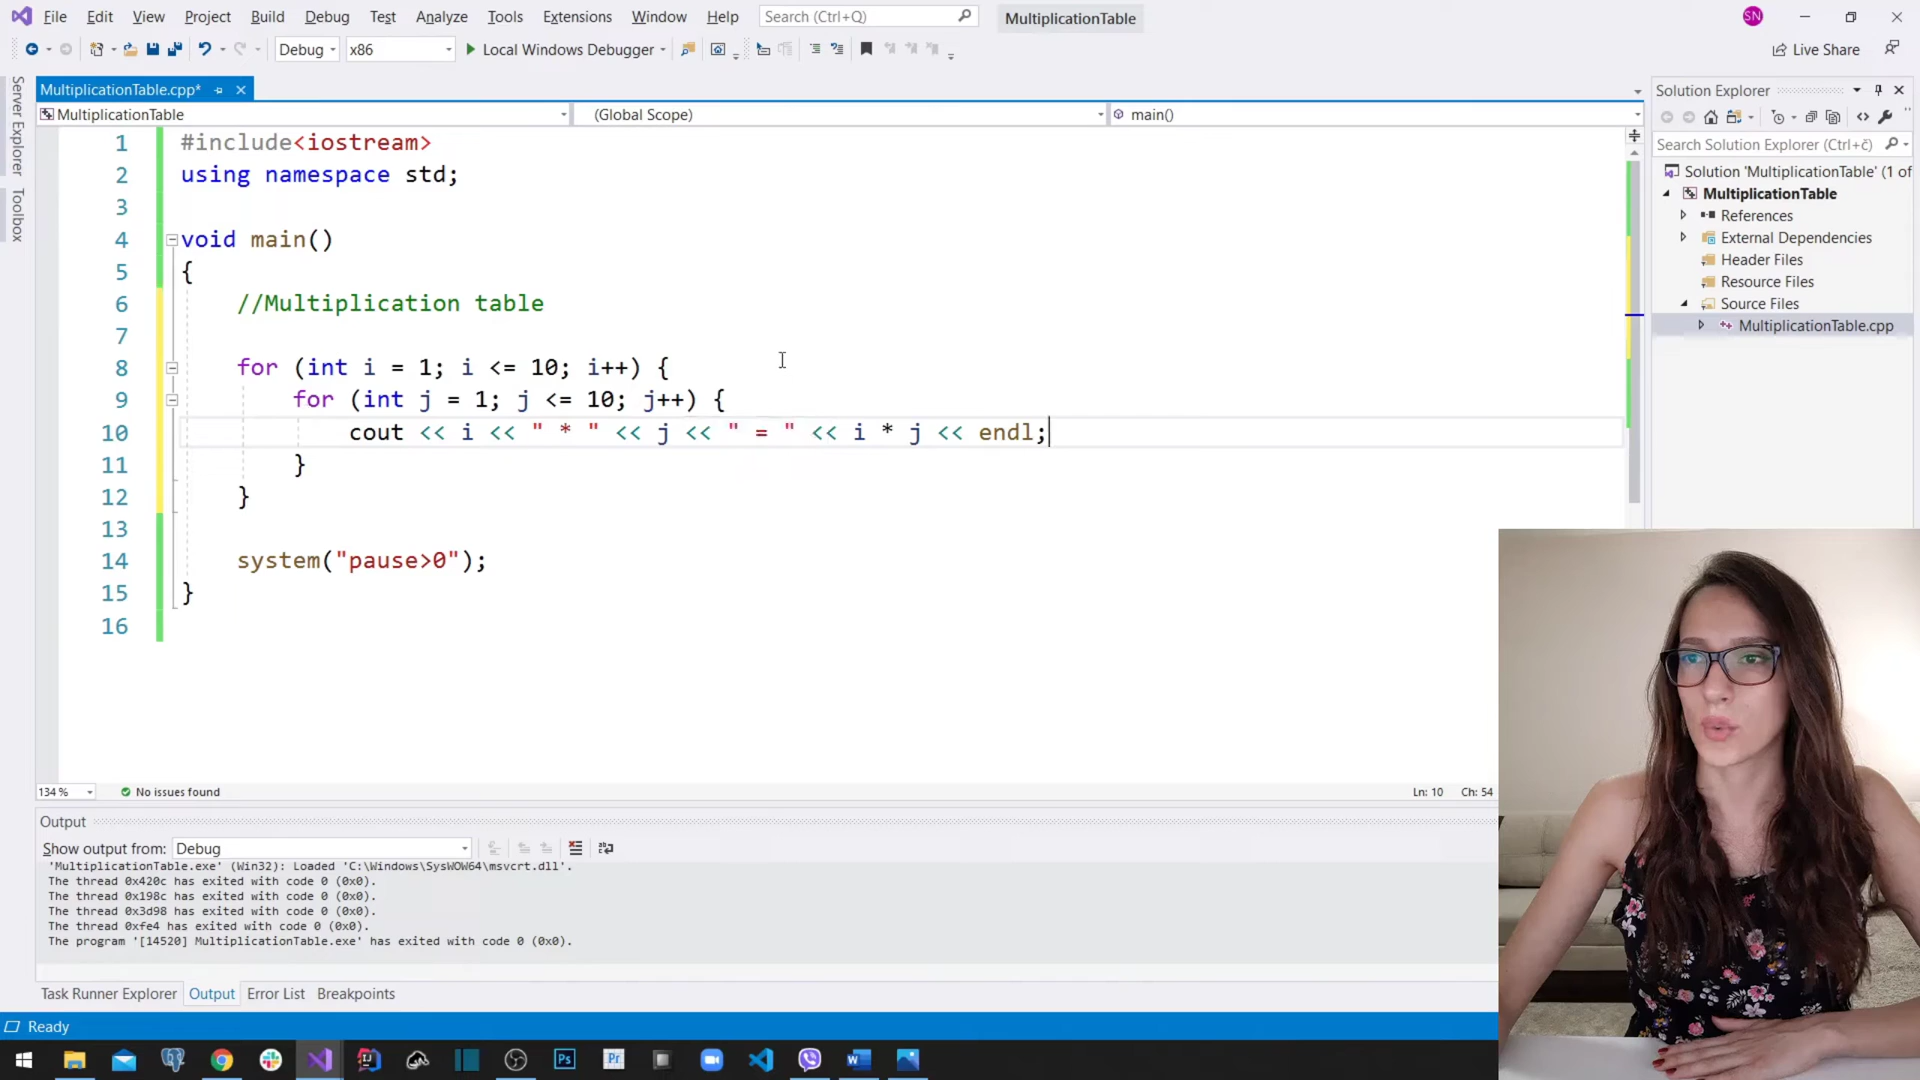 File Edit View Project Build Debug Test Analyze Tools Extensions Window Help Search (Ctrl+Q) MultiplicationTable SN
Debug x86 Local Windows Debugger Live Share
MultiplicationTable.cpp*
MultiplicationTable (Global Scope) main()
Server Explorer
Toolbox
1 #include<iostream>
2 using namespace std;
3
4 void main()
5 {
6 //Multiplication table
7
8 for (int i = 1; i <= 10; i++) {
9 for (int j = 1; j <= 10; j++) {
10 cout << i << " * " << j << " = " << i * j << endl;
11 }
12 }
13
14 system("pause>0");
15 }
16
134 % No issues found Ln: 10 Ch: 54
Solution Explorer
Search Solution Explorer (Ctrl+č)
Solution 'MultiplicationTable' (1 of
MultiplicationTable
References
External Dependencies
Header Files
Resource Files
Source Files
MultiplicationTable.cpp
Output
Show output from: Debug
'MultiplicationTable.exe' (Win32): Loaded 'C:\Windows\SysWOW64\msvcrt.dll'.
The thread 0x420c has exited with code 0 (0x0).
The thread 0x198c has exited with code 0 (0x0).
The thread 0x3d98 has exited with code 0 (0x0).
The thread 0xfe4 has exited with code 0 (0x0).
The program '[14520] MultiplicationTable.exe' has exited with code 0 (0x0).
Task Runner Explorer Output Error List Breakpoints
Ready
Ps Pr